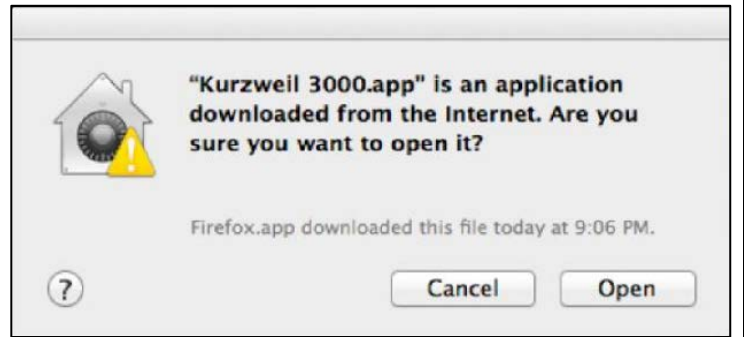 “Kurzweil 3000.app" is an application
downloaded from the Internet. Are you
sure you want to open it?
Firefox.app downloaded this file today at 9:06 PM.
?
Cancel
Open